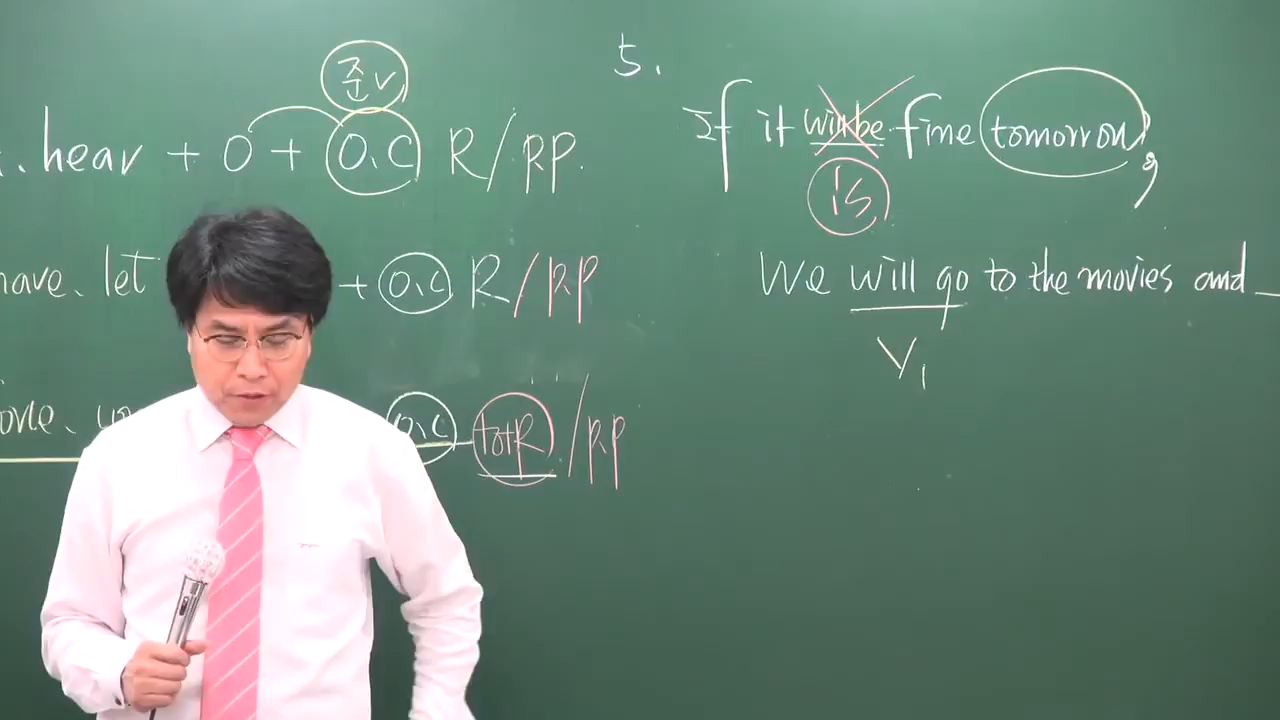 준V
hear + O + O.C R/p.p.
let + O.C R/p.p
O.C to+R /p.p
5.
If it will be fine tomorrow,
is
We will go to the movies and _
V1